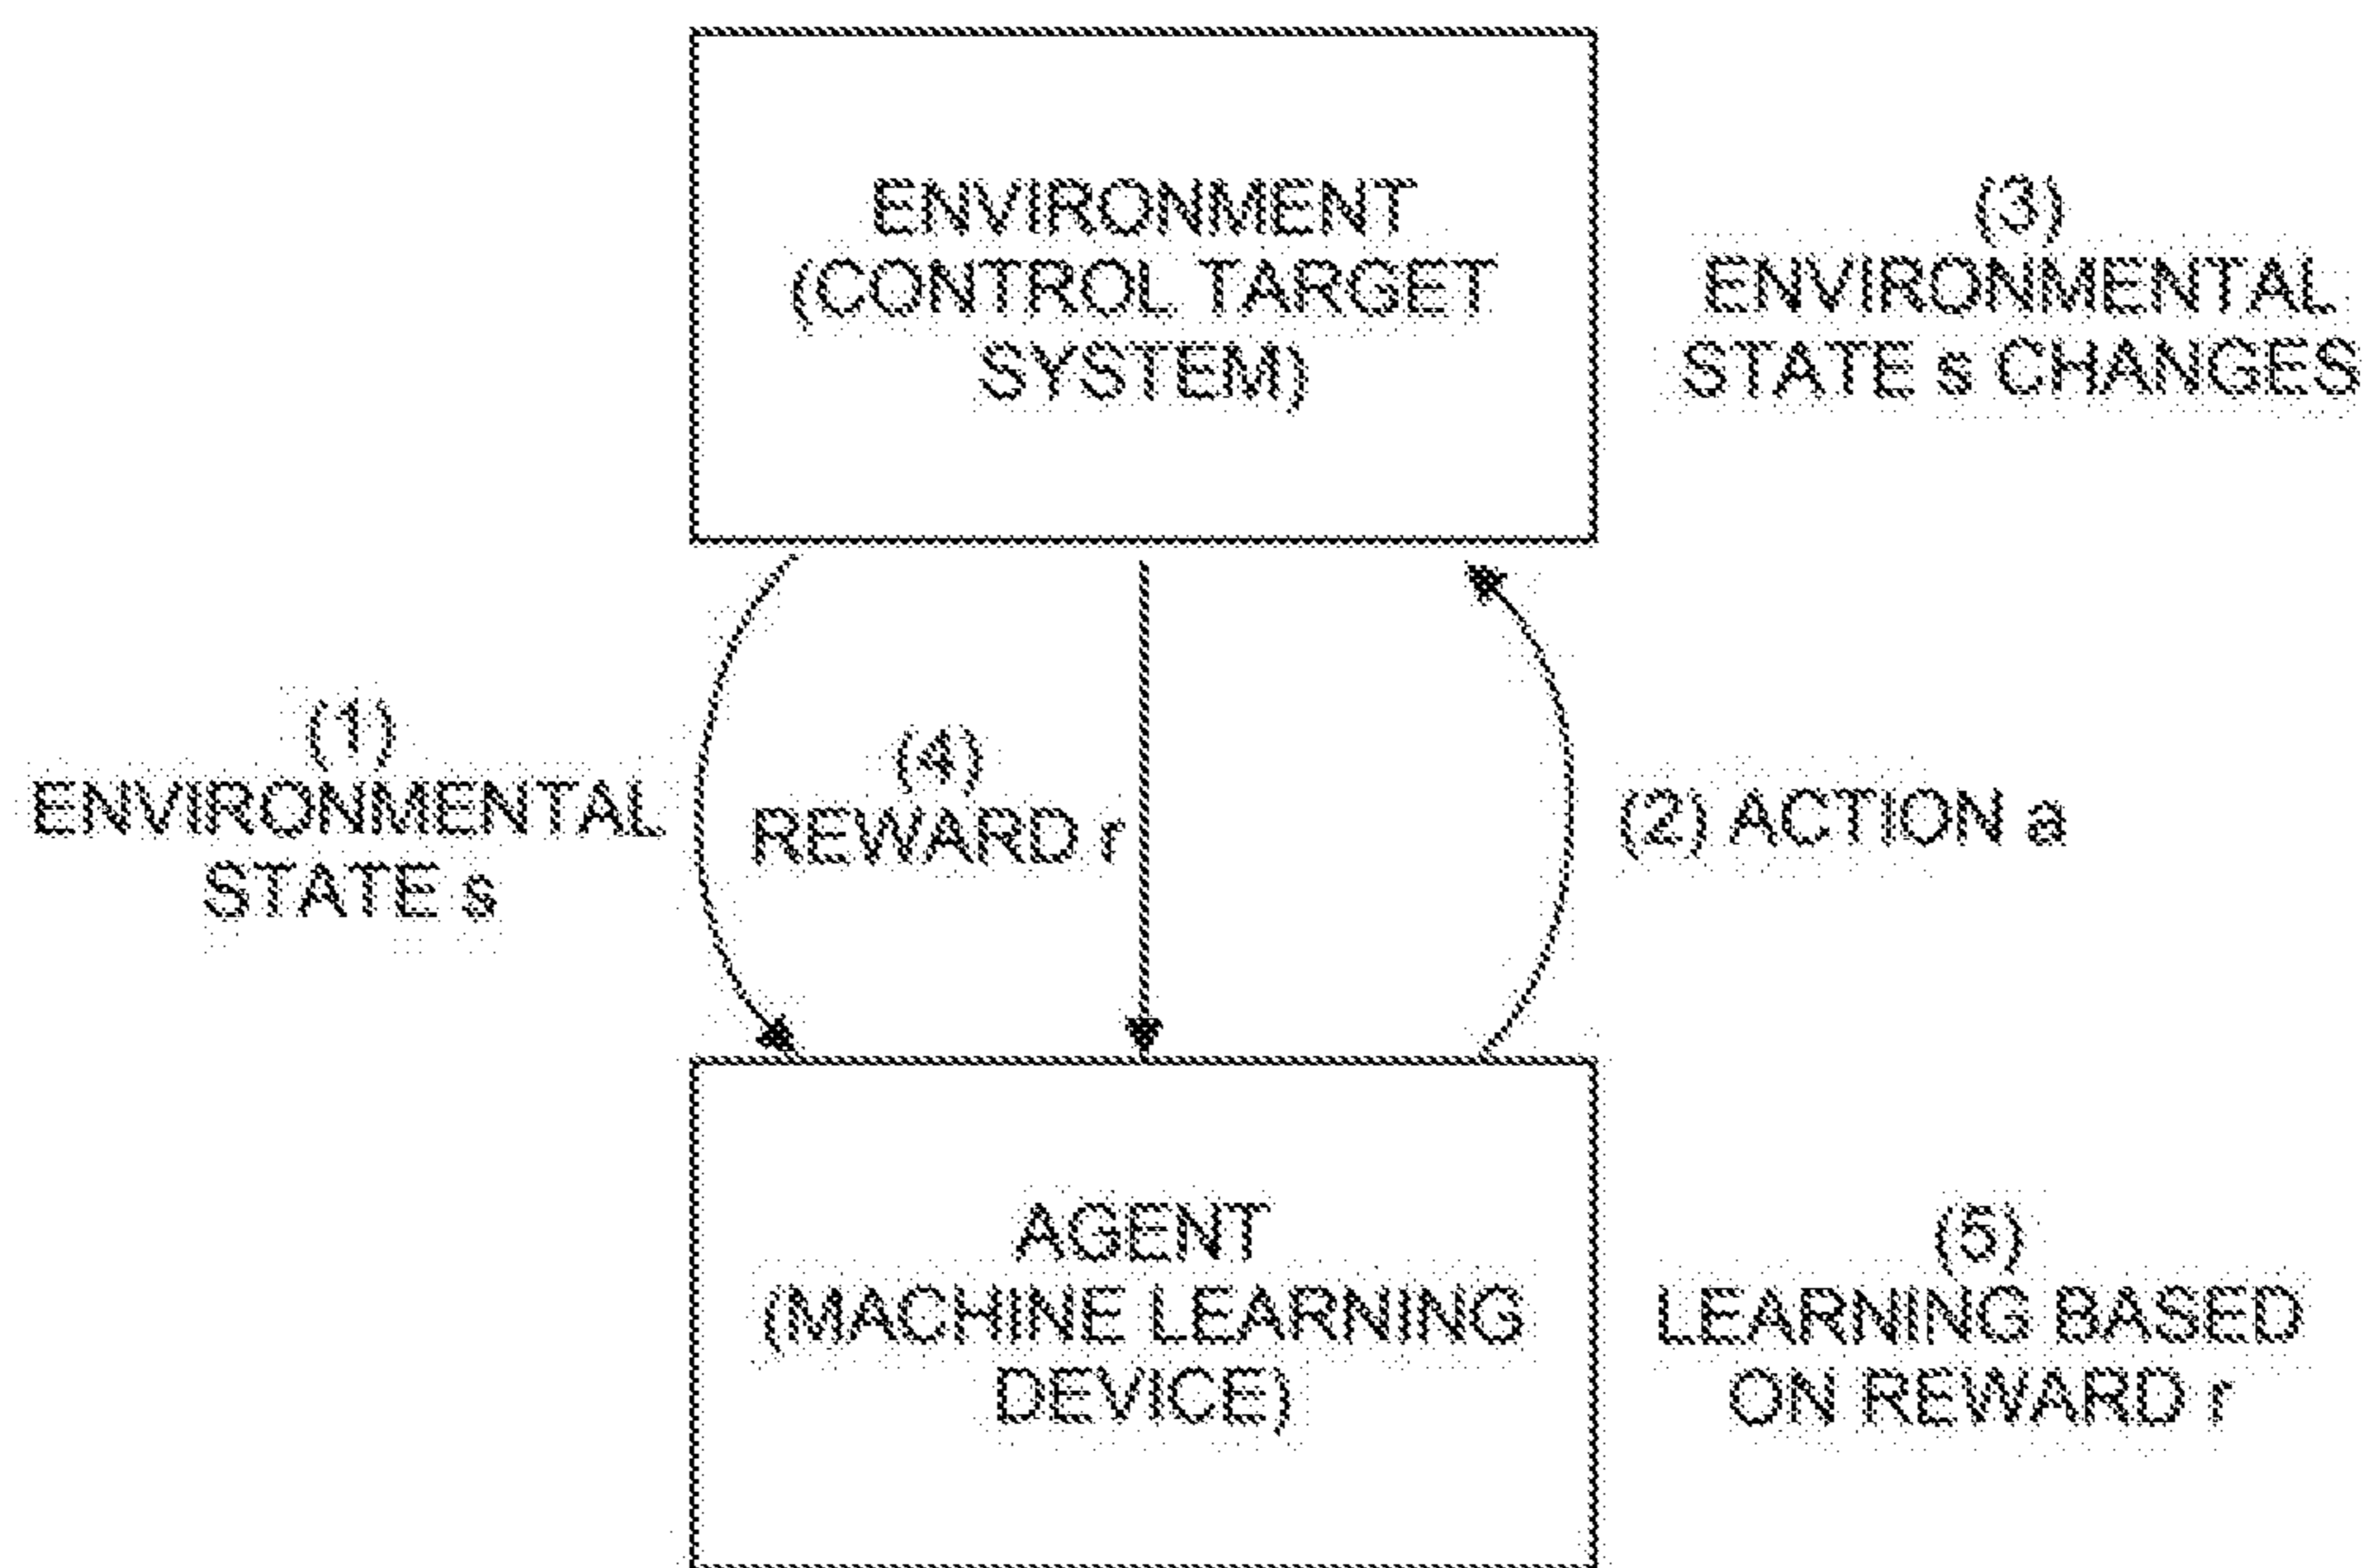 ENVIRONMENT
(CONTROL TARGET
SYSTEM)
(3)
ENVIRONMENTAL
STATE s CHANGES
(1)
ENVIRONMENTAL
STATE s
(4)
REWARD r
(2) ACTION a
AGENT
(MACHINE LEARNING
DEVICE)
(5)
LEARNING BASED
ON REWARD r